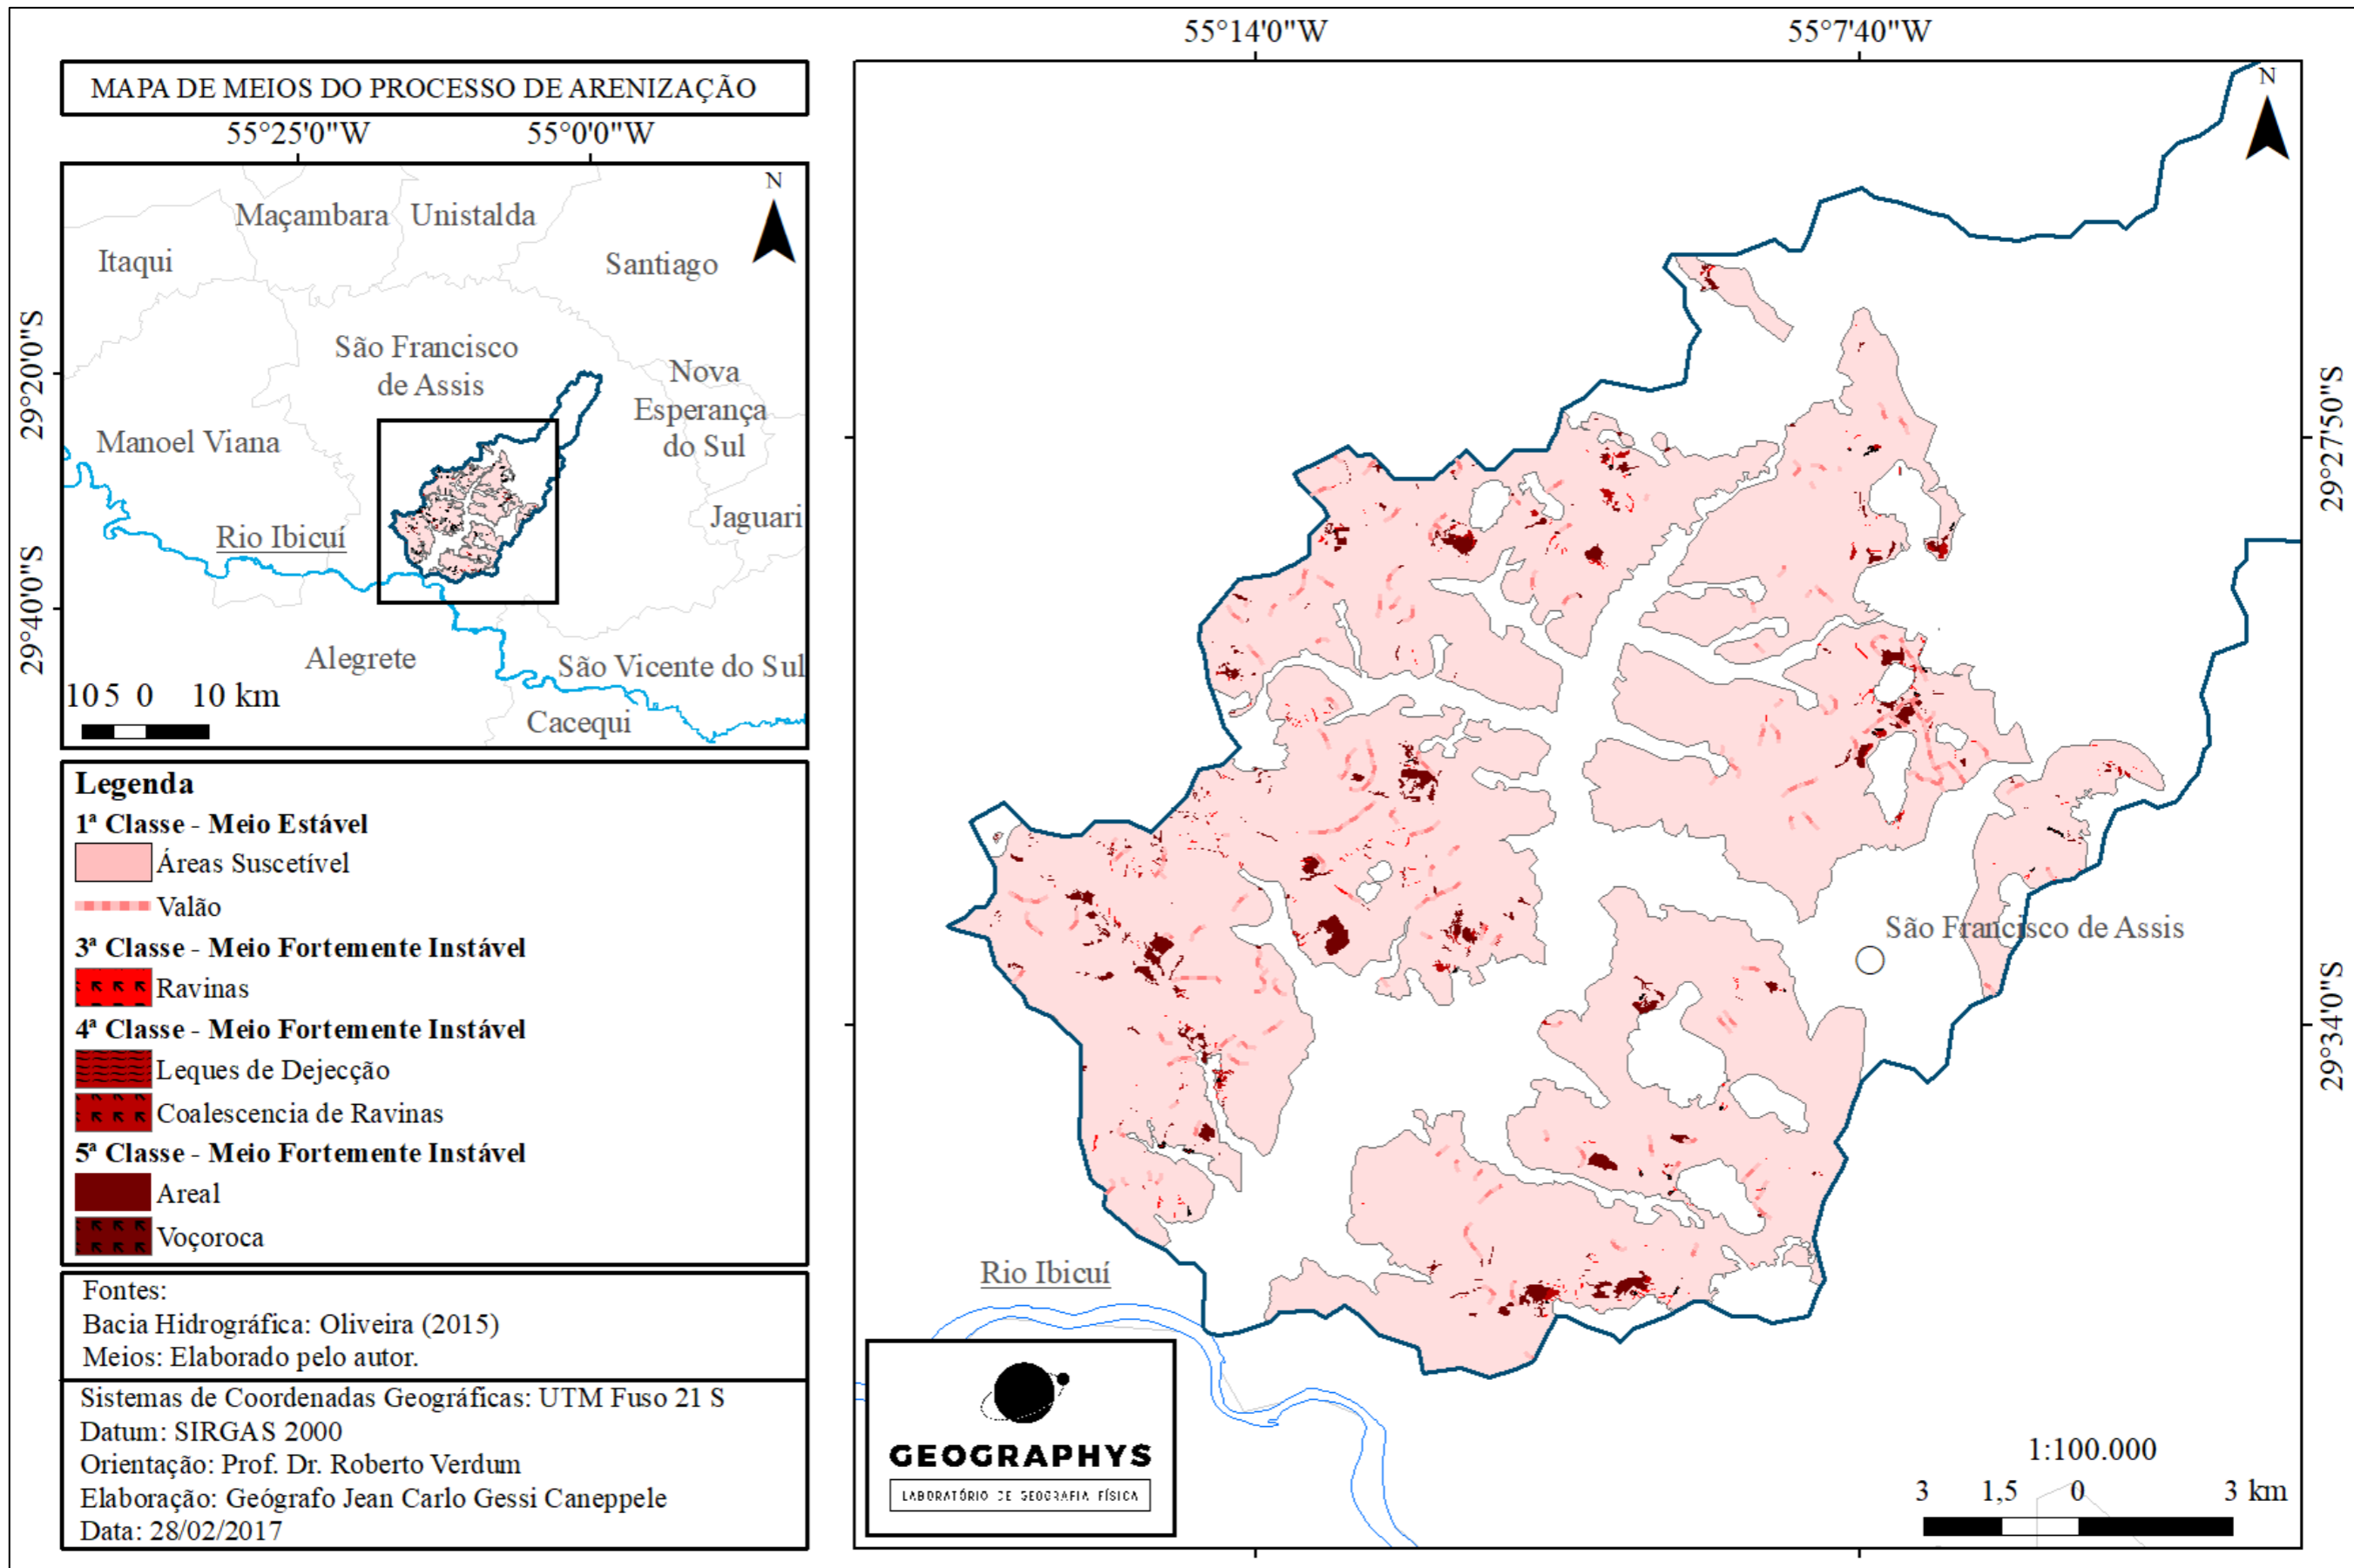 MAPA DE MEIOS DO PROCESSO DE ARENIZAÇÃO
55°25'0"W 55°0'0"W
29°20'0"S
29°40'0"S
N
Maçambara
Unistalda
Itaqui
Santiago
São Francisco
de Assis
Nova
Esperança
do Sul
Manoel Viana
Jaguari
Rio Ibicuí
Alegrete
São Vicente do Sul
Cacequi
10 5 0 10 km
Legenda
1ª Classe - Meio Estável
Áreas Suscetível
Valão
3ª Classe - Meio Fortemente Instável
Ravinas
4ª Classe - Meio Fortemente Instável
Leques de Dejecção
Coalescencia de Ravinas
5ª Classe - Meio Fortemente Instável
Areal
Voçoroca
Fontes:
Bacia Hidrográfica: Oliveira (2015)
Meios: Elaborado pelo autor.
Sistemas de Coordenadas Geográficas: UTM Fuso 21 S
Datum: SIRGAS 2000
Orientação: Prof. Dr. Roberto Verdum
Elaboração: Geógrafo Jean Carlo Gessi Caneppele
Data: 28/02/2017
55°14'0"W 55°7'40"W
N
29°27'50"S
29°34'0"S
São Francisco de Assis
Rio Ibicuí
GEOGRAPHYS
LABORATÓRIO DE GEOGRAFIA FÍSICA
1:100.000
3 1,5 0 3 km